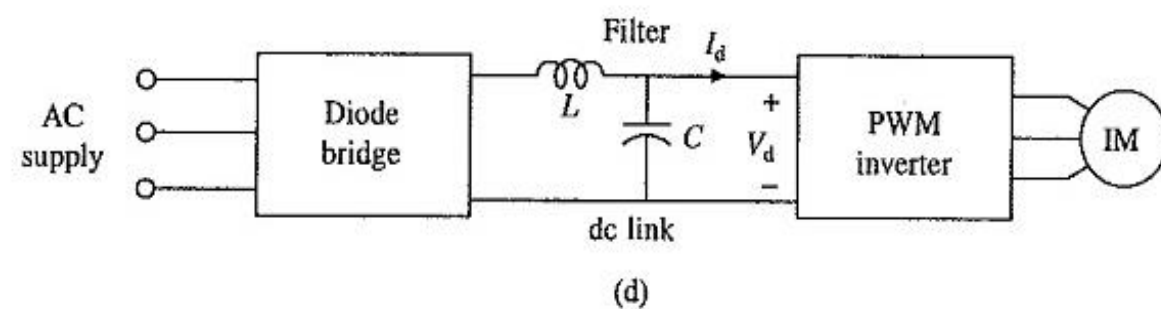 Filter
I_d
AC
supply
Diode
bridge
L
C
+
V_d
−
PWM
inverter
IM
dc link
(d)